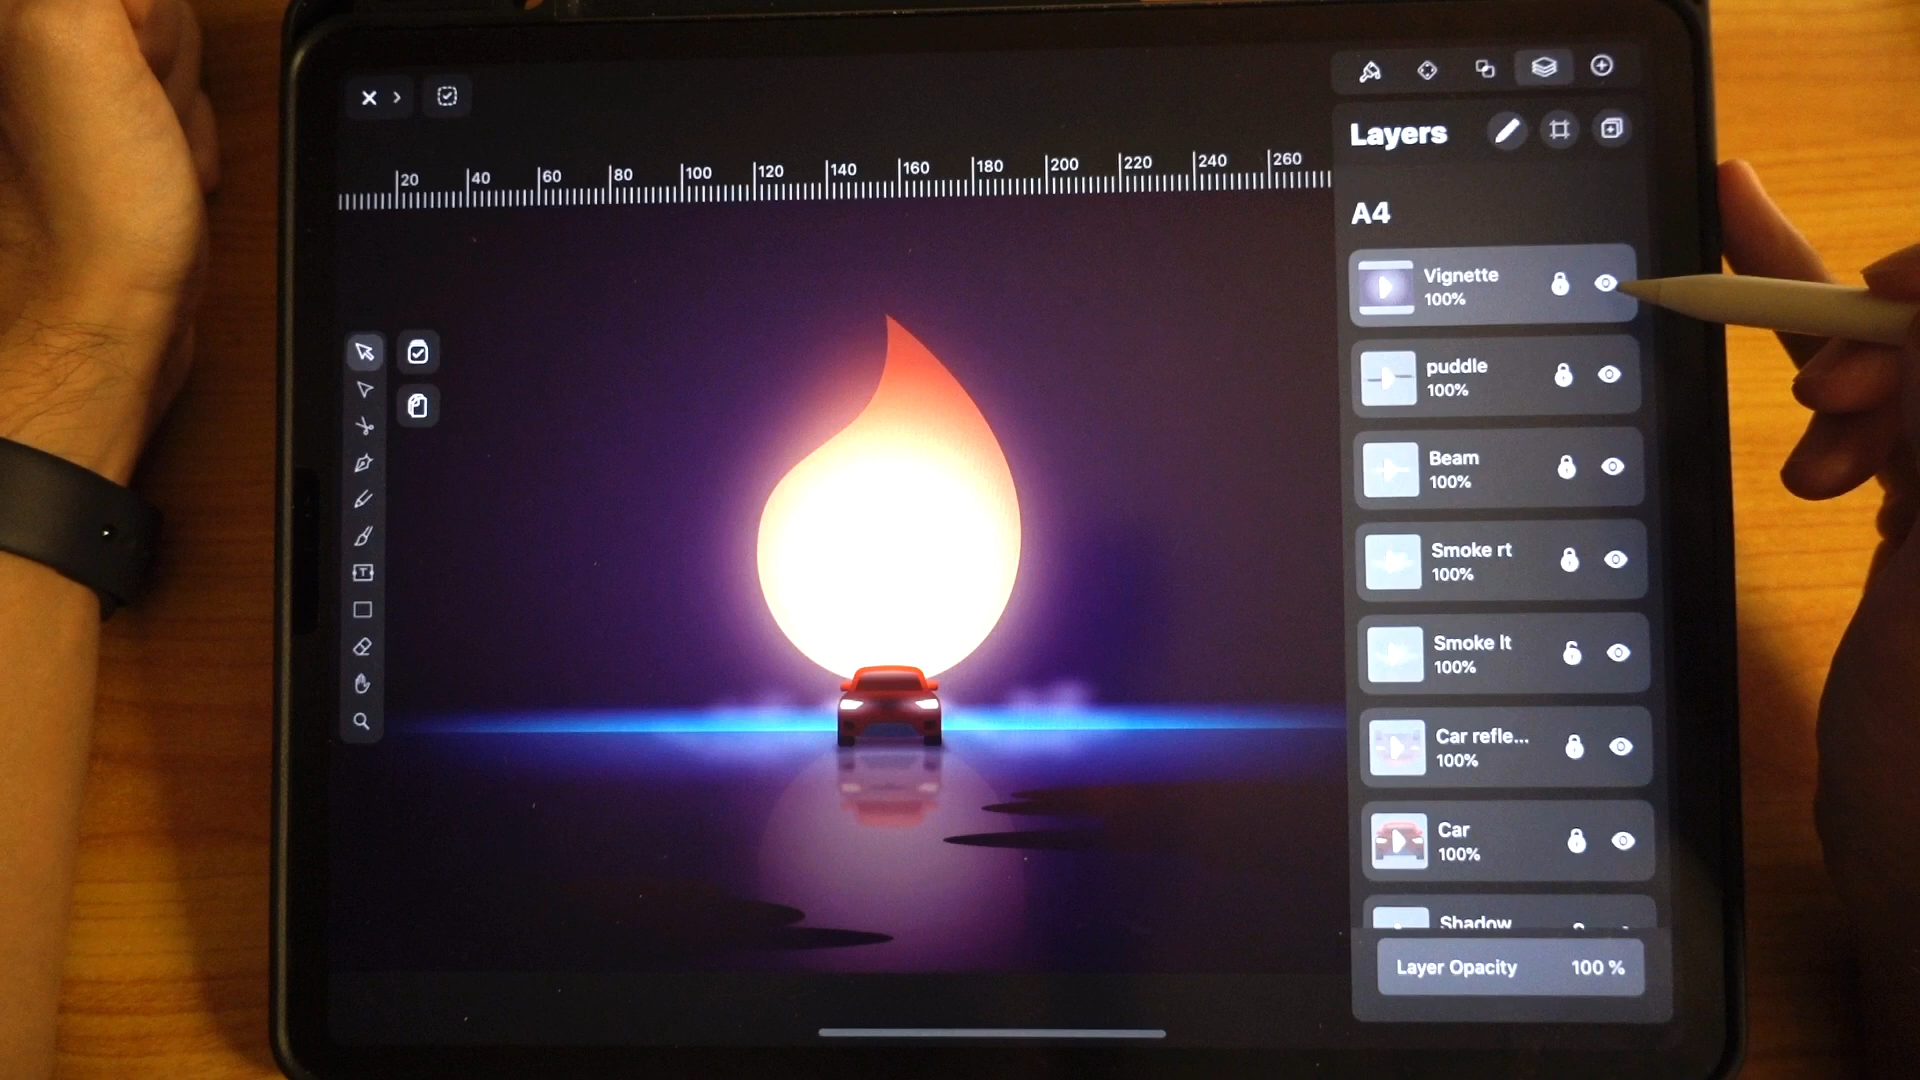 20 40 60 80 100 120 140 160 180 200 220 240 260
Layers
A4
Vignette
100%
puddle
100%
Beam
100%
Smoke rt
100%
Smoke lt
100%
Car refle...
100%
Car
100%
Shadow
Layer Opacity 100 %